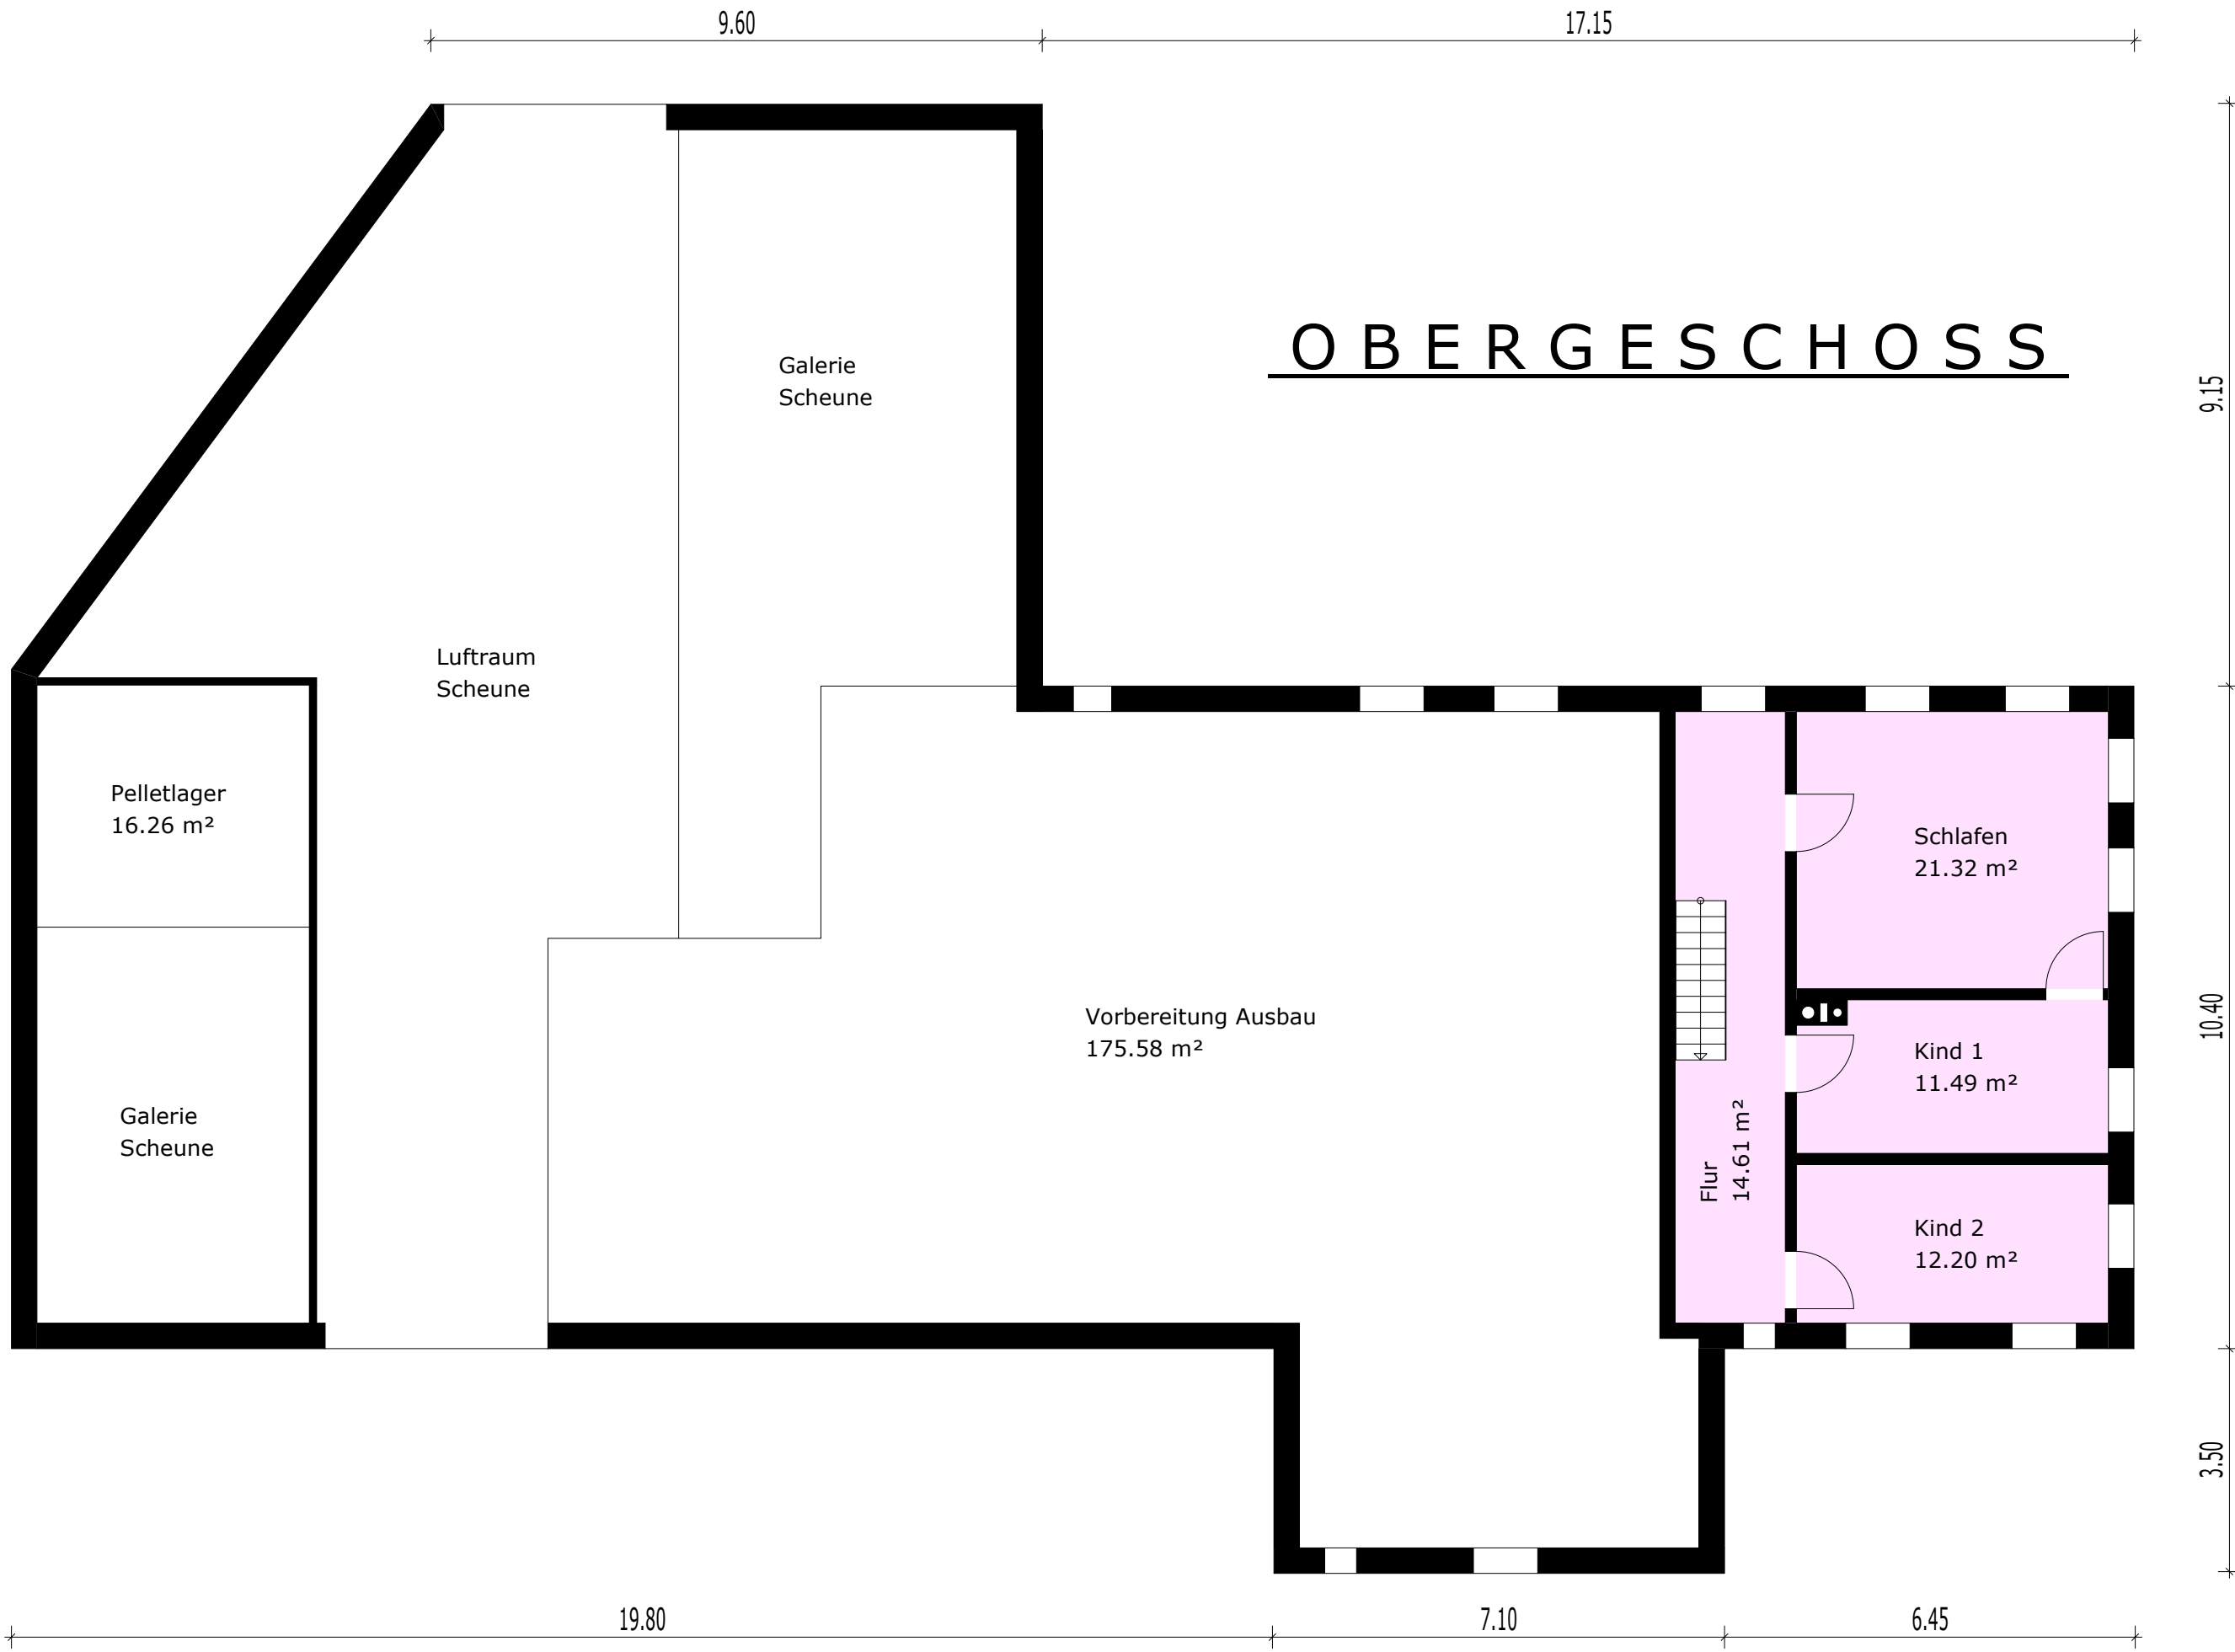 9.60
17.15
O B E R G E S C H O S S
Galerie
Scheune
9.15
Luftraum
Scheune
Pelletlager
16.26 m²
Schlafen
21.32 m²
Vorbereitung Ausbau
175.58 m²
10.40
Kind 1
11.49 m²
Galerie
Scheune
Flur
14.61 m²
Kind 2
12.20 m²
3.50
19.80
7.10
6.45